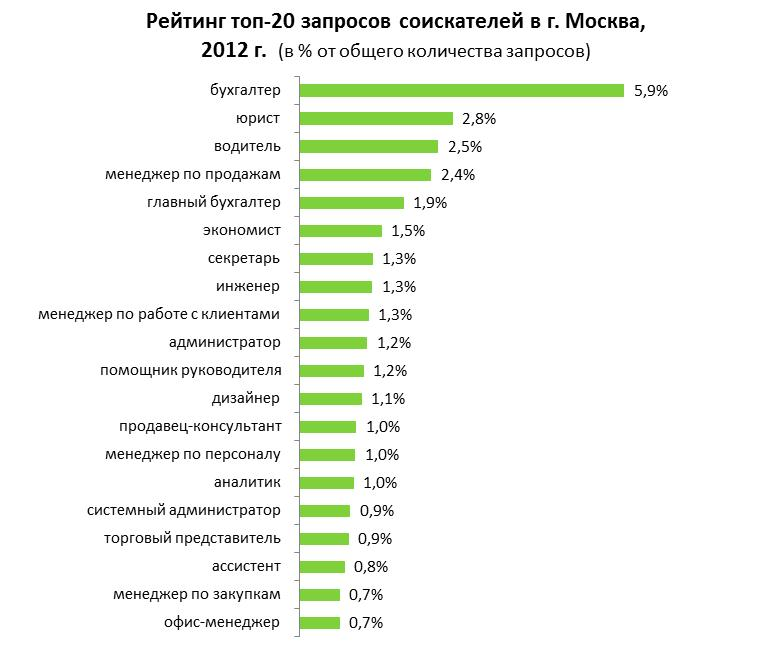 Рейтинг топ-20 запросов соискателей в г. Москва,
2012 г. (в % от общего количества запросов)
бухгалтер 5,9%
юрист 2,8%
водитель 2,5%
менеджер по продажам 2,4%
главный бухгалтер 1,9%
экономист 1,5%
секретарь 1,3%
инженер 1,3%
менеджер по работе с клиентами 1,3%
администратор 1,2%
помощник руководителя 1,2%
дизайнер 1,1%
продавец-консультант 1,0%
менеджер по персоналу 1,0%
аналитик 1,0%
системный администратор 0,9%
торговый представитель 0,9%
ассистент 0,8%
менеджер по закупкам 0,7%
офис-менеджер 0,7%